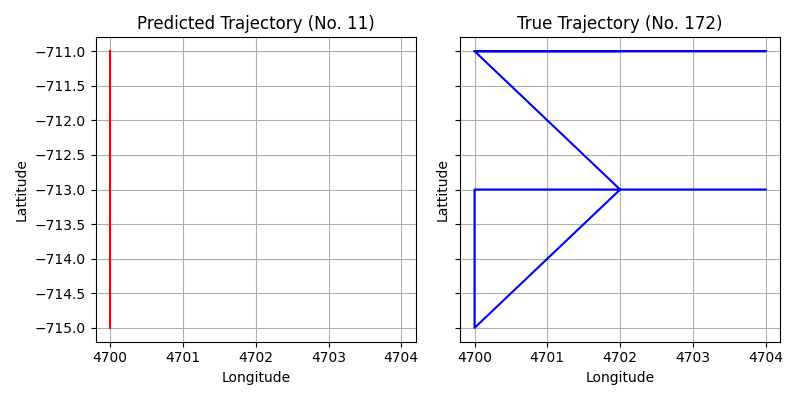 Predicted Trajectory (No. 11)
True Trajectory (No. 172)
−711.0
−711.5
−712.0
−712.5
−713.0
−713.5
−714.0
−714.5
−715.0
Lattitude
Lattitude
4700 4701 4702 4703 4704
4700 4701 4702 4703 4704
Longitude
Longitude